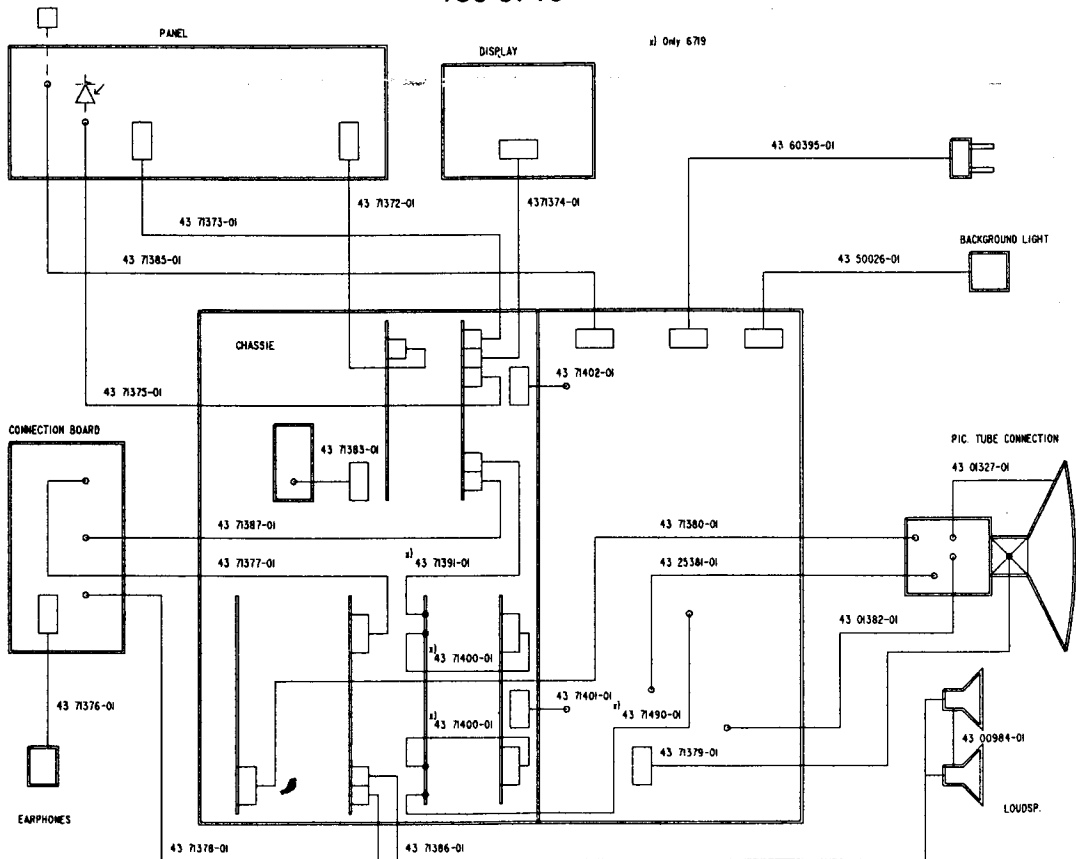 PANEL
x) Only 6719
DISPLAY
43 60395-01
43 71372-01
4371374-01
43 71373-01
BACKGROUND LIGHT
43 71385-01
43 50026-01
CHASSIE
43 71402-01
43 71375-01
CONNECTION BOARD
PIC. TUBE CONNECTION
43 71383-01
43 01327-01
43 71387-01
43 71380-01
x)
43 71377-01
43 71391-01
43 25381-01
43 01382-01
x)
43 71400-01
43 71401-01
43 71376-01
x)
43 71400-01
x)
43 71490-01
43 00984-01
43 71379-01
LOUDSP.
EARPHONES
43 71378-01
43 71386-01